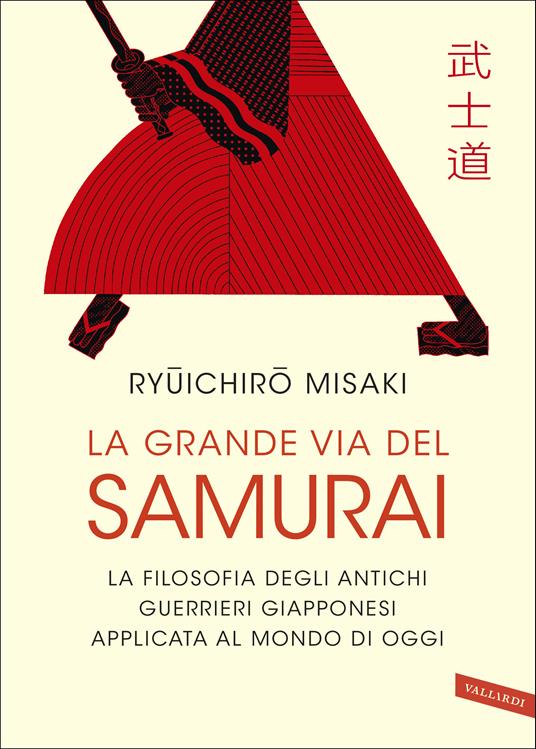 武士道
RYŪICHIRŌ MISAKI
LA GRANDE VIA DEL
SAMURAI
LA FILOSOFIA DEGLI ANTICHI
GUERRIERI GIAPPONESI
APPLICATA AL MONDO DI OGGI
VALLARDI